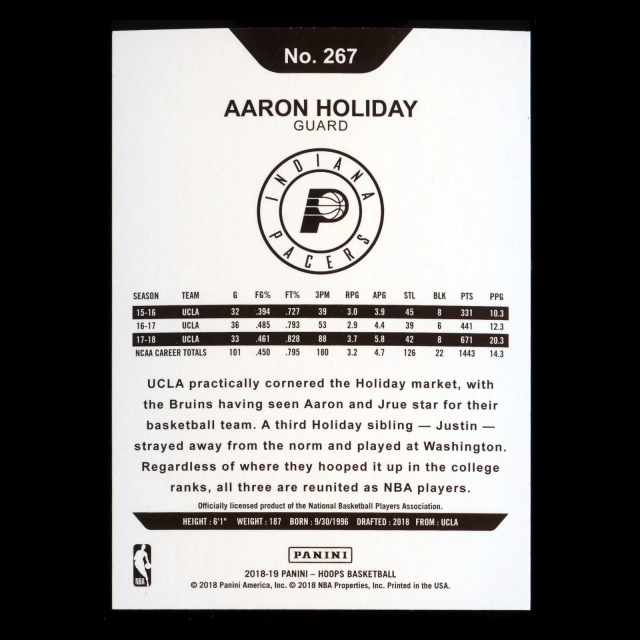 No. 267
AARON HOLIDAY
GUARD
INDIANA
P
PACERS
SEASON TEAM G FG% FT% 3PM RPG APG STL BLK PTS PPG
15-16 UCLA 32 .394 .727 39 3.0 3.9 45 8 331 10.3
16-17 UCLA 36 .485 .793 53 2.9 4.4 39 6 441 12.3
17-18 UCLA 33 .461 .828 88 3.7 5.8 42 8 671 20.3
NCAA CAREER TOTALS 101 .450 .795 180 3.2 4.7 126 22 1443 14.3
UCLA practically cornered the Holiday market, with
the Bruins having seen Aaron and Jrue star for their
basketball team. A third Holiday sibling — Justin —
strayed away from the norm and played at Washington.
Regardless of where they hooped it up in the college
ranks, all three are reunited as NBA players.
Officially licensed product of the National Basketball Players Association.
HEIGHT : 6'1" WEIGHT : 187 BORN : 9/30/1996 DRAFTED : 2018 FROM : UCLA
PANINI
NBA
2018-19 PANINI – HOOPS BASKETBALL
© 2018 Panini America, Inc. © 2018 NBA Properties, Inc. Printed in the USA.